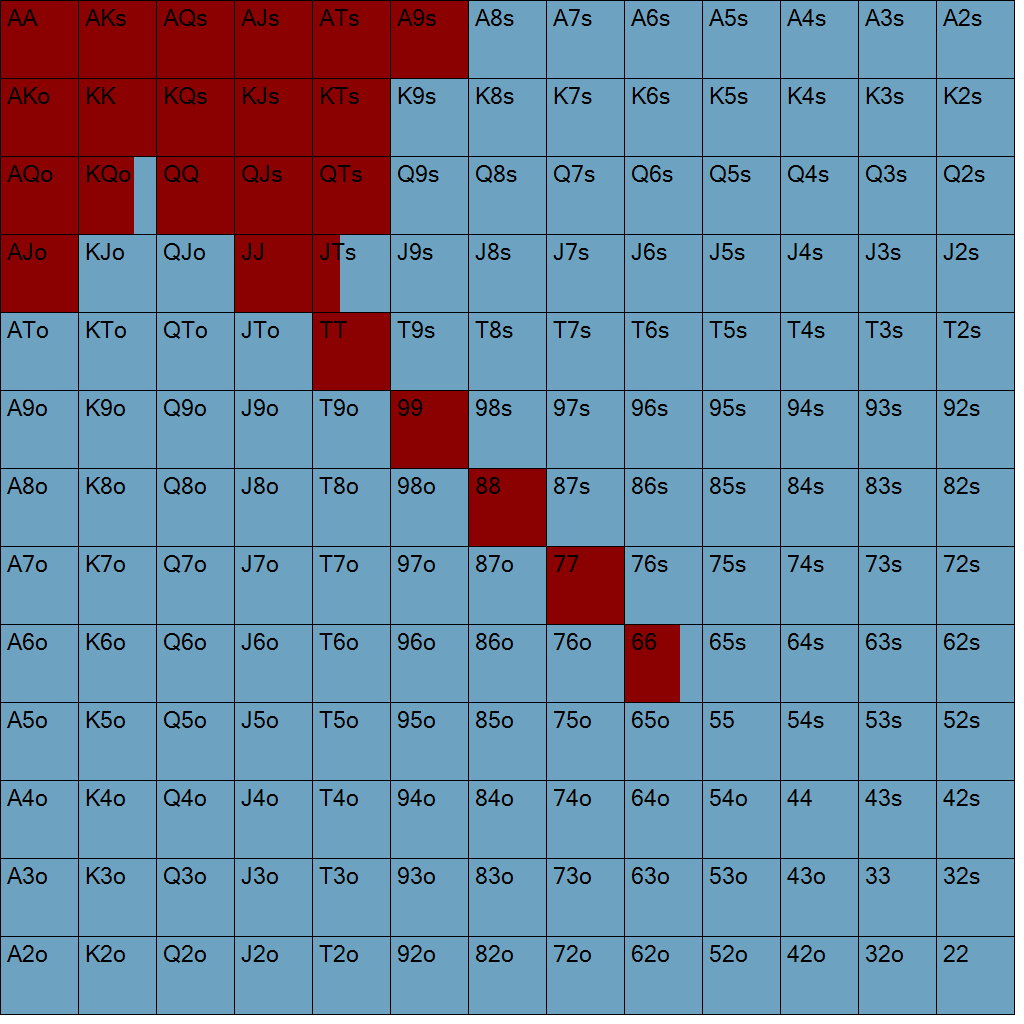 AA AKs AQs AJs ATs A9s A8s A7s A6s A5s A4s A3s A2s
AKo KK KQs KJs KTs K9s K8s K7s K6s K5s K4s K3s K2s
AQo KQo QQ QJs QTs Q9s Q8s Q7s Q6s Q5s Q4s Q3s Q2s
AJo KJo QJo JJ JTs J9s J8s J7s J6s J5s J4s J3s J2s
ATo KTo QTo JTo TT T9s T8s T7s T6s T5s T4s T3s T2s
A9o K9o Q9o J9o T9o 99 98s 97s 96s 95s 94s 93s 92s
A8o K8o Q8o J8o T8o 98o 88 87s 86s 85s 84s 83s 82s
A7o K7o Q7o J7o T7o 97o 87o 77 76s 75s 74s 73s 72s
A6o K6o Q6o J6o T6o 96o 86o 76o 66 65s 64s 63s 62s
A5o K5o Q5o J5o T5o 95o 85o 75o 65o 55 54s 53s 52s
A4o K4o Q4o J4o T4o 94o 84o 74o 64o 54o 44 43s 42s
A3o K3o Q3o J3o T3o 93o 83o 73o 63o 53o 43o 33 32s
A2o K2o Q2o J2o T2o 92o 82o 72o 62o 52o 42o 32o 22